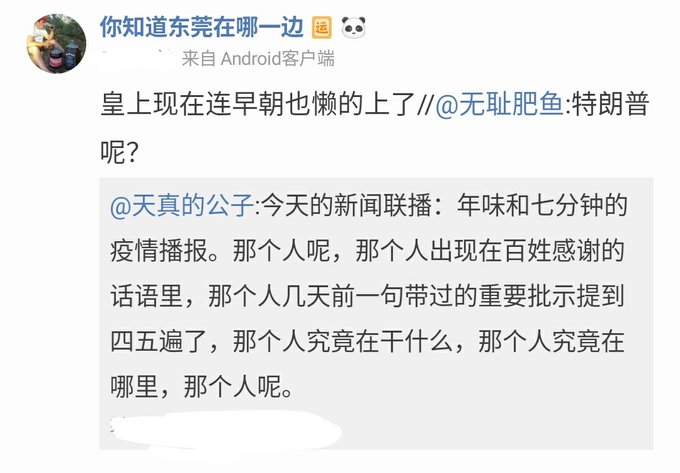 你知道东莞在哪一边 运
来自 Android客户端
皇上现在连早朝也懒的上了//@无耻肥鱼:特朗普
呢？
@天真的公子:今天的新闻联播：年味和七分钟的
疫情播报。那个人呢，那个人出现在百姓感谢的
话语里，那个人几天前一句带过的重要批示提到
四五遍了，那个人究竟在干什么，那个人究竟在
哪里，那个人呢。